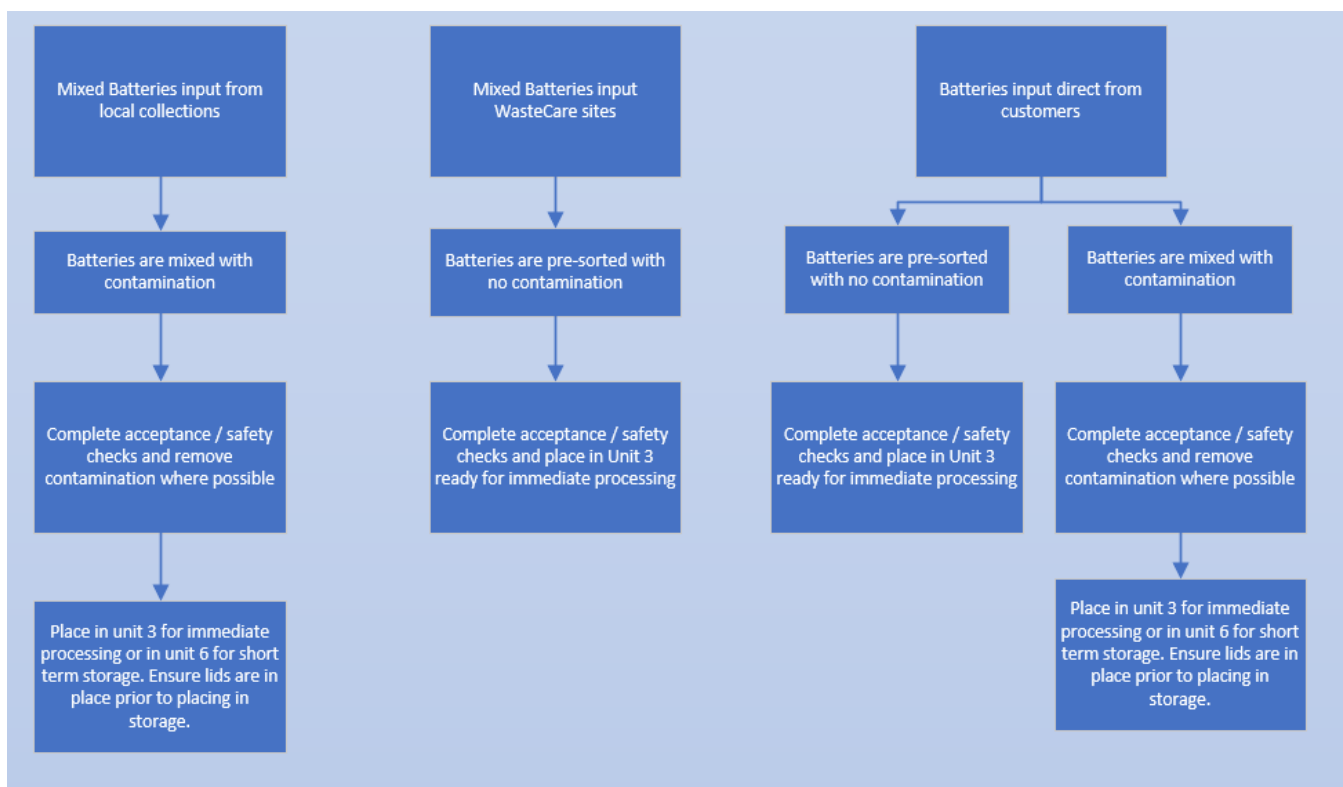 Mixed Batteries input from
local collections
Mixed Batteries input
WasteCare sites
Batteries input direct from
customers
Batteries are mixed with
contamination
Batteries are pre-sorted with
no contamination
Batteries are pre-sorted
with no contamination
Batteries are mixed with
contamination
Complete acceptance / safety
checks and remove
contamination where possible
Complete acceptance / safety
checks and place in Unit 3
ready for immediate processing
Complete acceptance / safety
checks and place in Unit 3
ready for immediate processing
Complete acceptance / safety
checks and remove
contamination where possible
Place in unit 3 for immediate
processing or in unit 6 for short
term storage. Ensure lids are in
place prior to placing in
storage.
Place in unit 3 for immediate
processing or in unit 6 for short
term storage. Ensure lids are in
place prior to placing in
storage.